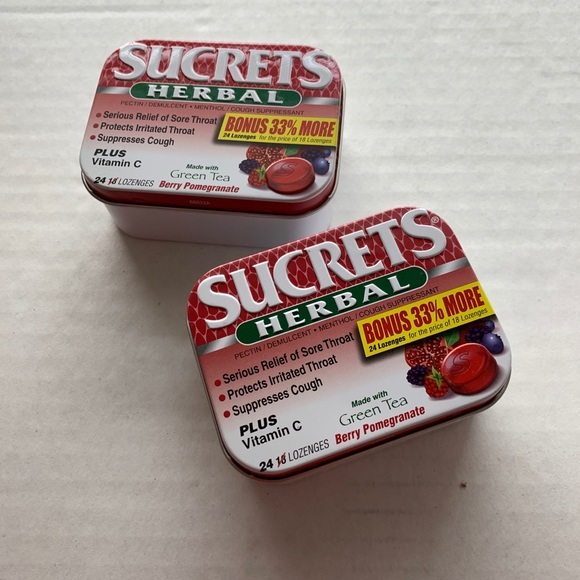 SUCRETS
HERBAL
PECTIN / DEMULCENT • MENTHOL / COUGH SUPPRESSANT
• Serious Relief of Sore Throat
• Protects Irritated Throat
• Suppresses Cough
BONUS 33% MORE
24 Lozenges for the price of 18 Lozenges
PLUS
Vitamin C
Made with
Green Tea
Berry Pomegranate
24 18 LOZENGES
SUCRETS®
HERBAL
PECTIN / DEMULCENT • MENTHOL / COUGH SUPPRESSANT
• Serious Relief of Sore Throat
• Protects Irritated Throat
• Suppresses Cough
BONUS 33% MORE
24 Lozenges for the price of 18 Lozenges
PLUS
Vitamin C
Made with
Green Tea
Berry Pomegranate
24 18 LOZENGES